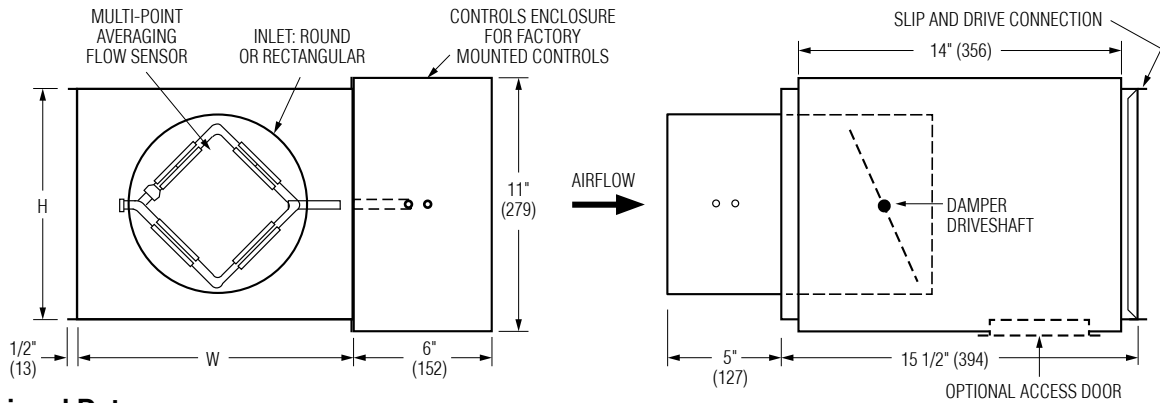 MULTI-POINT
AVERAGING
FLOW SENSOR
INLET: ROUND
OR RECTANGULAR
CONTROLS ENCLOSURE
FOR FACTORY
MOUNTED CONTROLS
H
11"
(279)
1/2"
(13)
W
6"
(152)
AIRFLOW
SLIP AND DRIVE CONNECTION
14" (356)
DAMPER
DRIVESHAFT
5"
(127)
15 1/2" (394)
OPTIONAL ACCESS DOOR